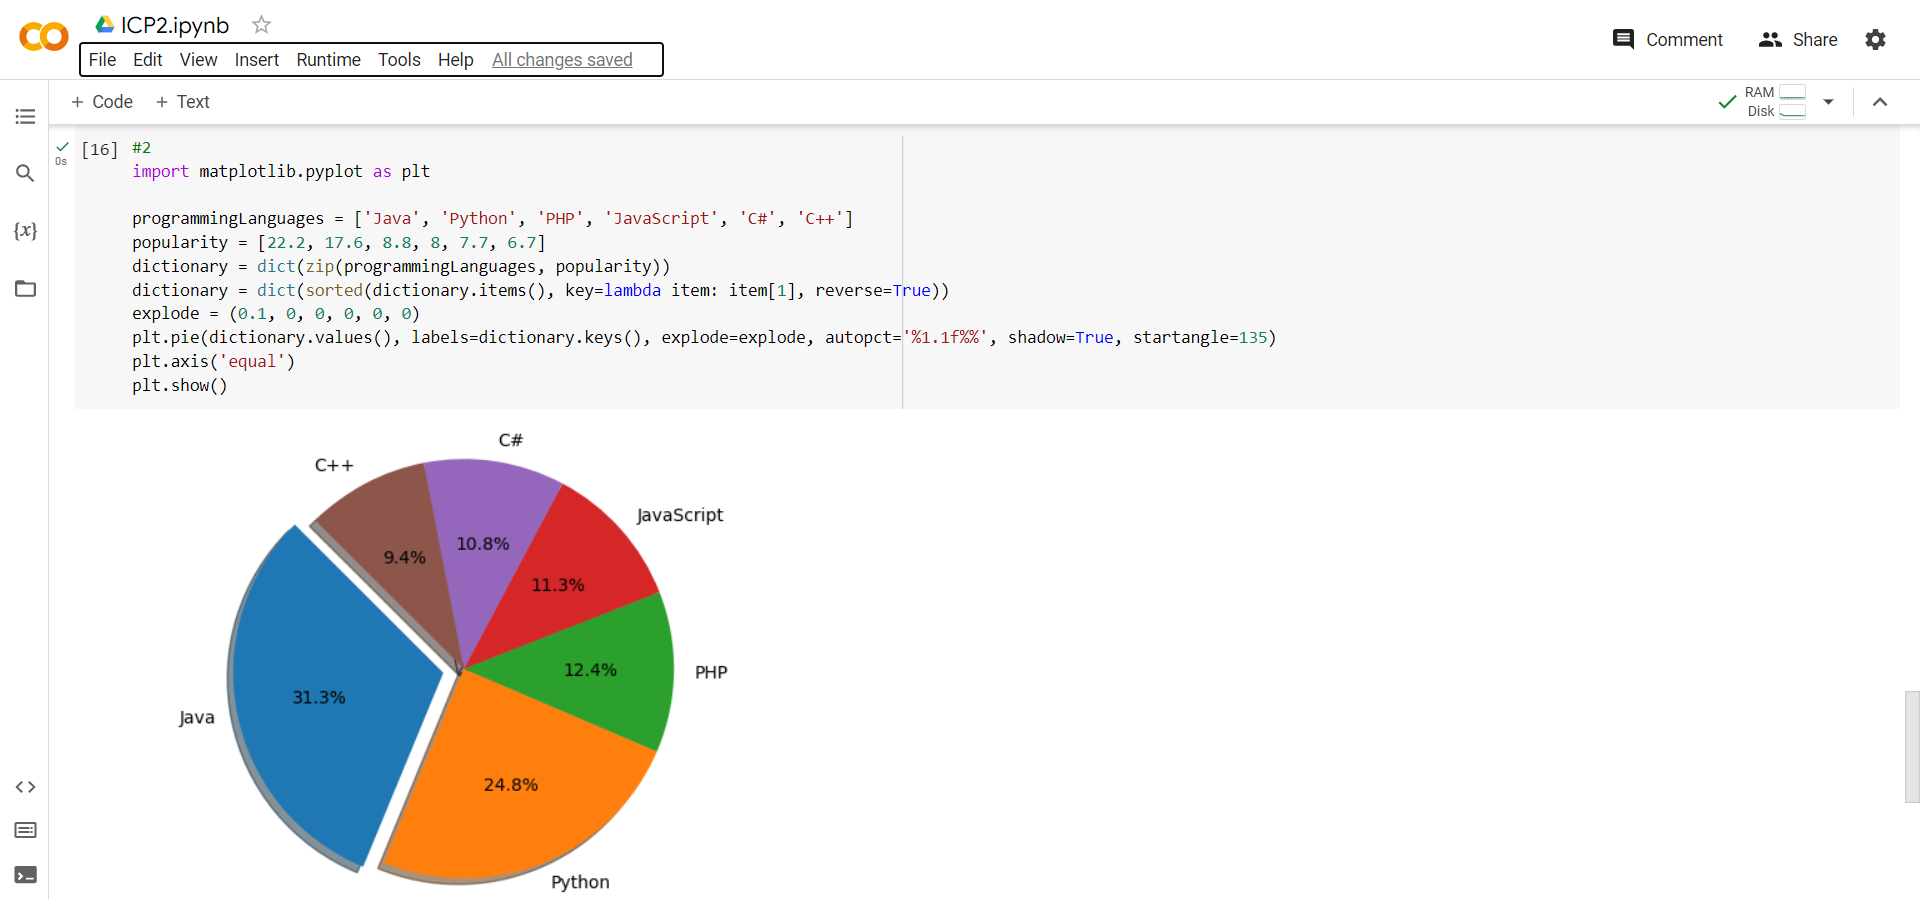 ICP2.ipynb
File Edit View Insert Runtime Tools Help All changes saved
Comment Share
+ Code + Text
RAM
Disk
0s
[16] #2
import matplotlib.pyplot as plt
programmingLanguages = ['Java', 'Python', 'PHP', 'JavaScript', 'C#', 'C++']
popularity = [22.2, 17.6, 8.8, 8, 7.7, 6.7]
dictionary = dict(zip(programmingLanguages, popularity))
dictionary = dict(sorted(dictionary.items(), key=lambda item: item[1], reverse=True))
explode = (0.1, 0, 0, 0, 0, 0)
plt.pie(dictionary.values(), labels=dictionary.keys(), explode=explode, autopct='%1.1f%%', shadow=True, startangle=135)
plt.axis('equal')
plt.show()
{x}
C#
C++
JavaScript
10.8%
9.4%
11.3%
12.4%
PHP
31.3%
Java
24.8%
Python